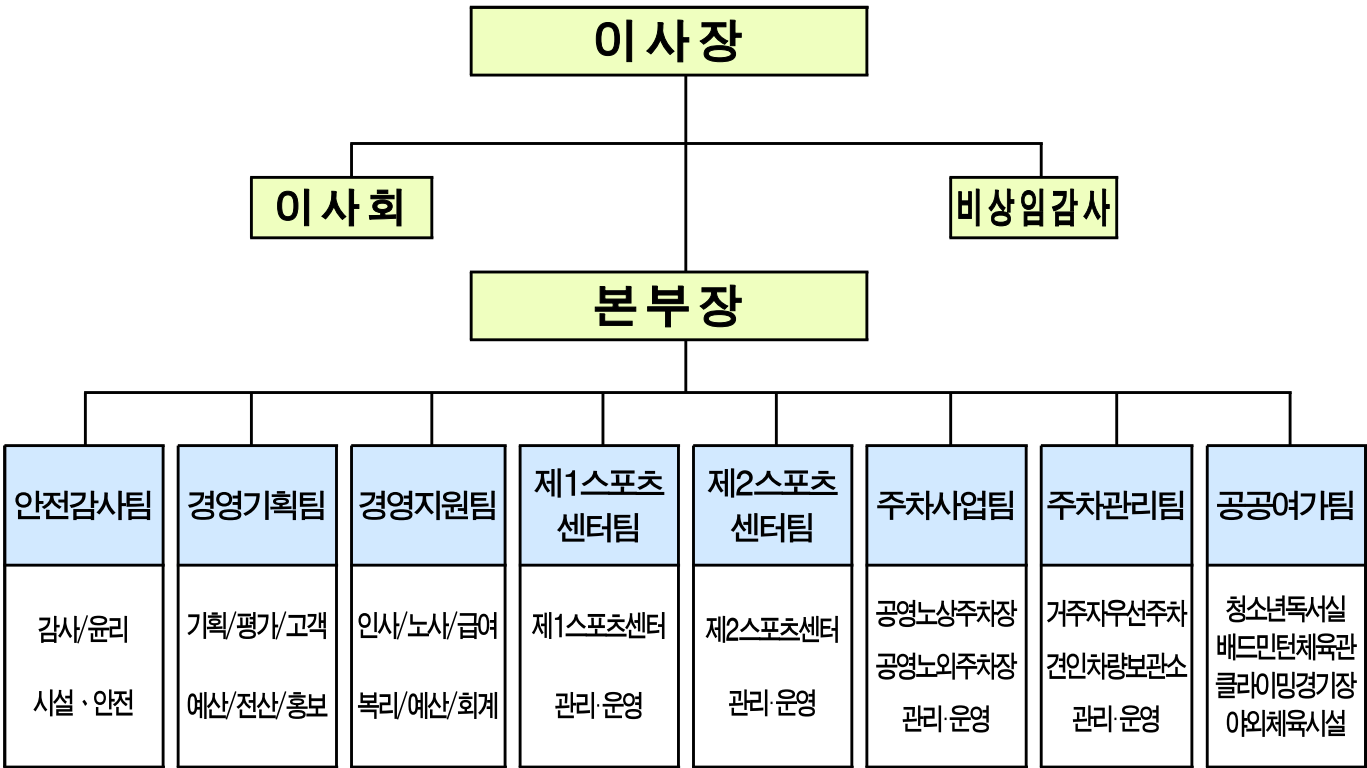 이사장
이사회
비상임감사
본부장
안전감사팀
감사/윤리
시설ㆍ안전
경영기획팀
기획/평가/고객
예산/전산/홍보
경영지원팀
인사/노사/급여
복리/예산/회계
제1스포츠
센터팀
제1스포츠센터
관리·운영
제2스포츠
센터팀
제2스포츠센터
관리·운영
주차사업팀
공영노상주차장
공영노외주차장
관리·운영
주차관리팀
거주자우선주차
견인차량보관소
관리·운영
공공여가팀
청소년독서실
배드민턴체육관
클라이밍경기장
야외체육시설